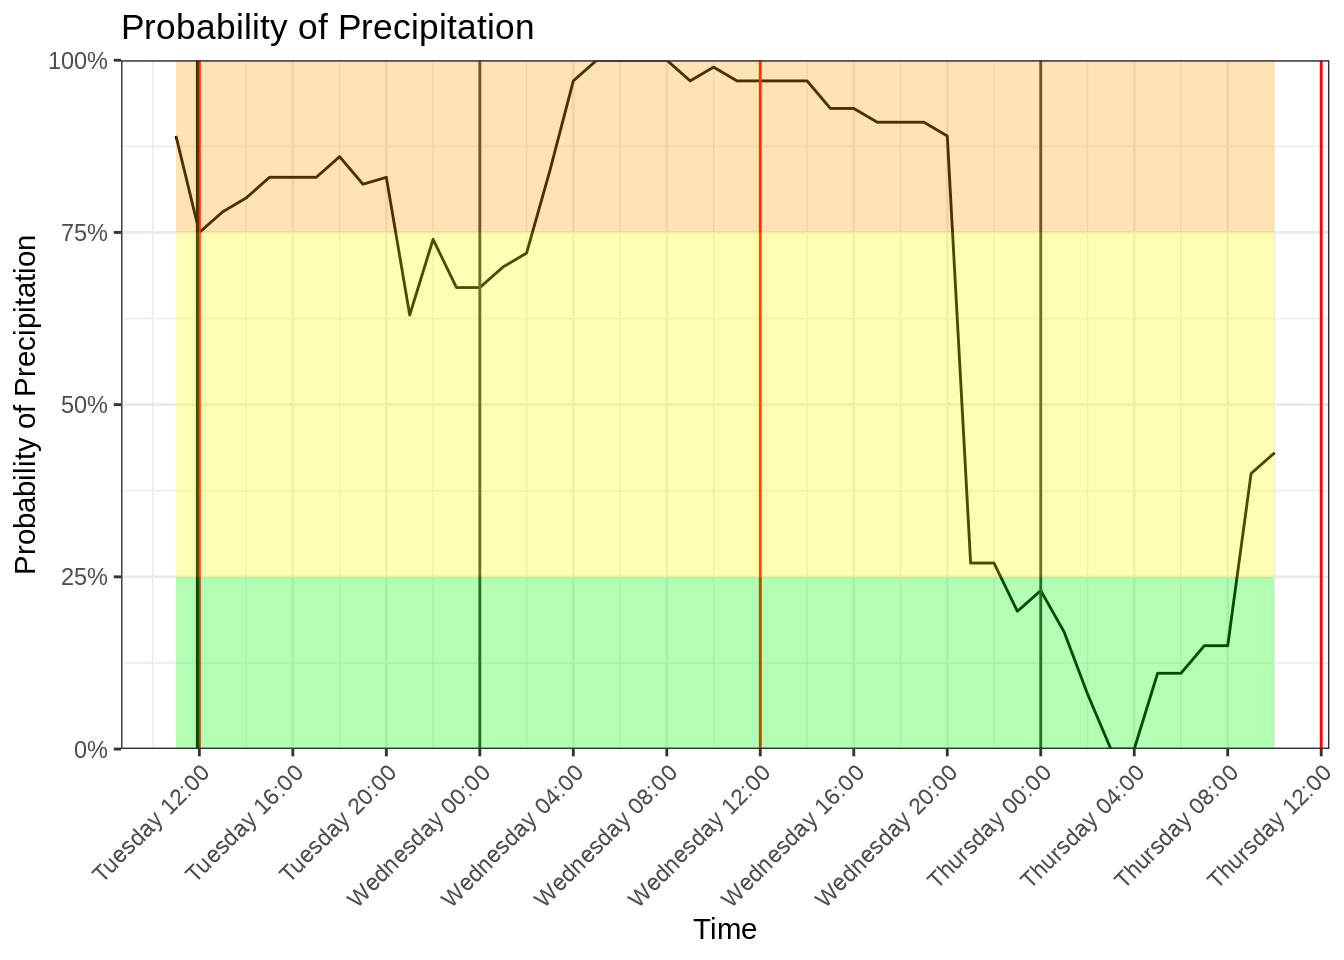 Probability of Precipitation
Probability of Precipitation
100%
75%
50%
25%
0%
Tuesday 12:00
Tuesday 16:00
Tuesday 20:00
Wednesday 00:00
Wednesday 04:00
Wednesday 08:00
Wednesday 12:00
Wednesday 16:00
Wednesday 20:00
Thursday 00:00
Thursday 04:00
Thursday 08:00
Thursday 12:00
Time